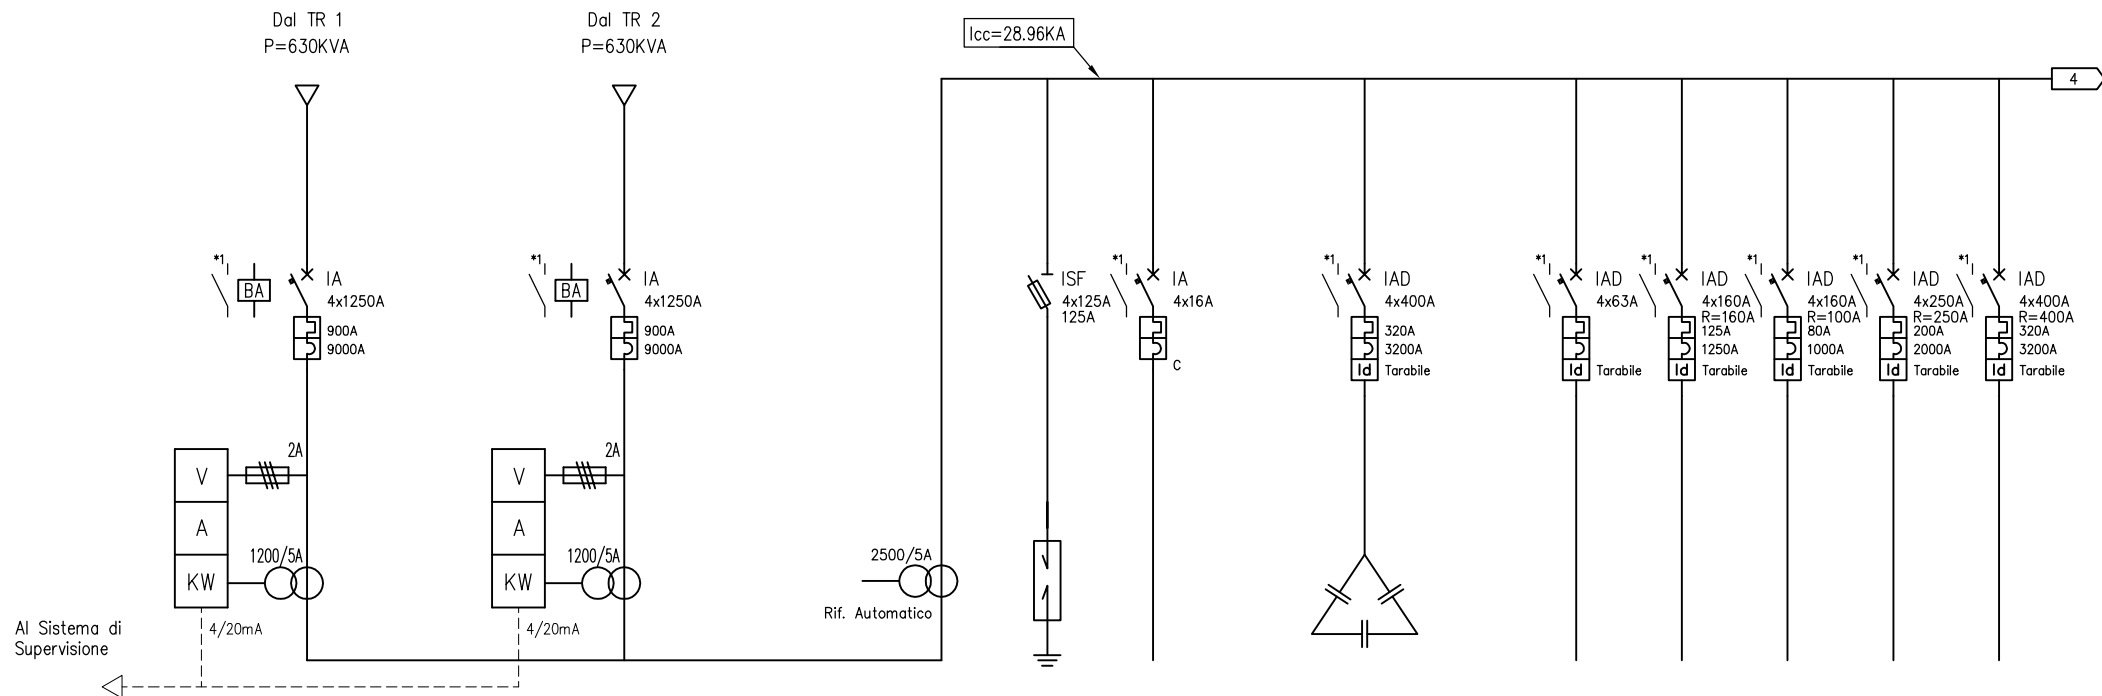 Dal TR 1
P=630KVA
Dal TR 2
P=630KVA
Icc=28.96KA
4
*1
BA
IA
4x1250A
900A
9000A
*1
BA
IA
4x1250A
900A
9000A
ISF
4x125A
125A
*1
IA
4x16A
C
*1
IAD
4x400A
320A
3200A
Id
Tarabile
*1
IAD
4x63A
Id
Tarabile
*1
IAD
4x160A
R=160A
125A
1250A
Id
Tarabile
*1
IAD
4x160A
R=100A
80A
1000A
Id
Tarabile
*1
IAD
4x250A
R=250A
200A
2000A
Id
Tarabile
*1
IAD
4x400A
R=400A
320A
3200A
Id
Tarabile
V
A
KW
2A
1200/5A
4/20mA
V
A
KW
2A
1200/5A
4/20mA
2500/5A
Rif. Automatico
Al Sistema di
Supervisione